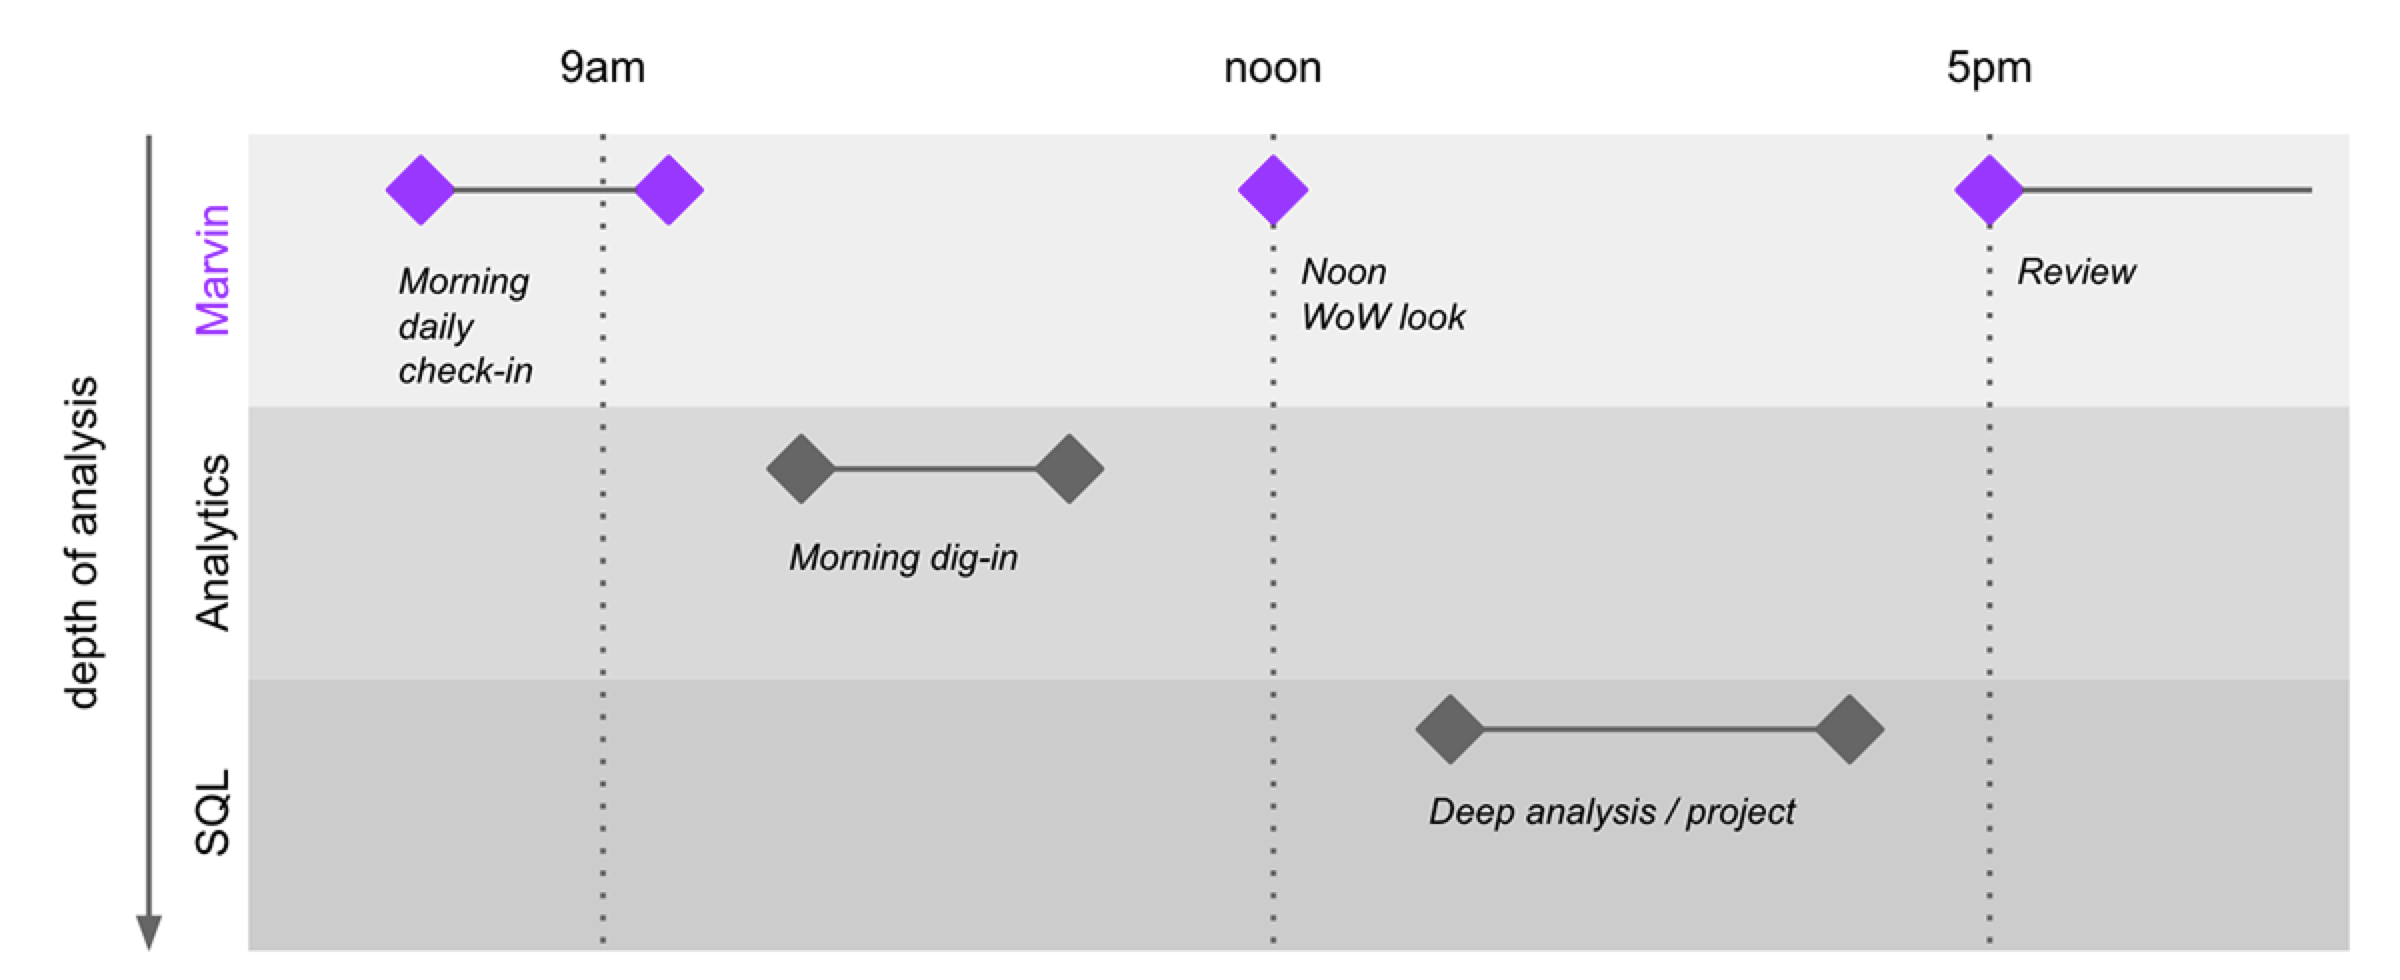 9am
noon
5pm
depth of analysis
Marvin
Morning
daily
check-in
Noon
WoW look
Review
Analytics
Morning dig-in
SQL
Deep analysis / project